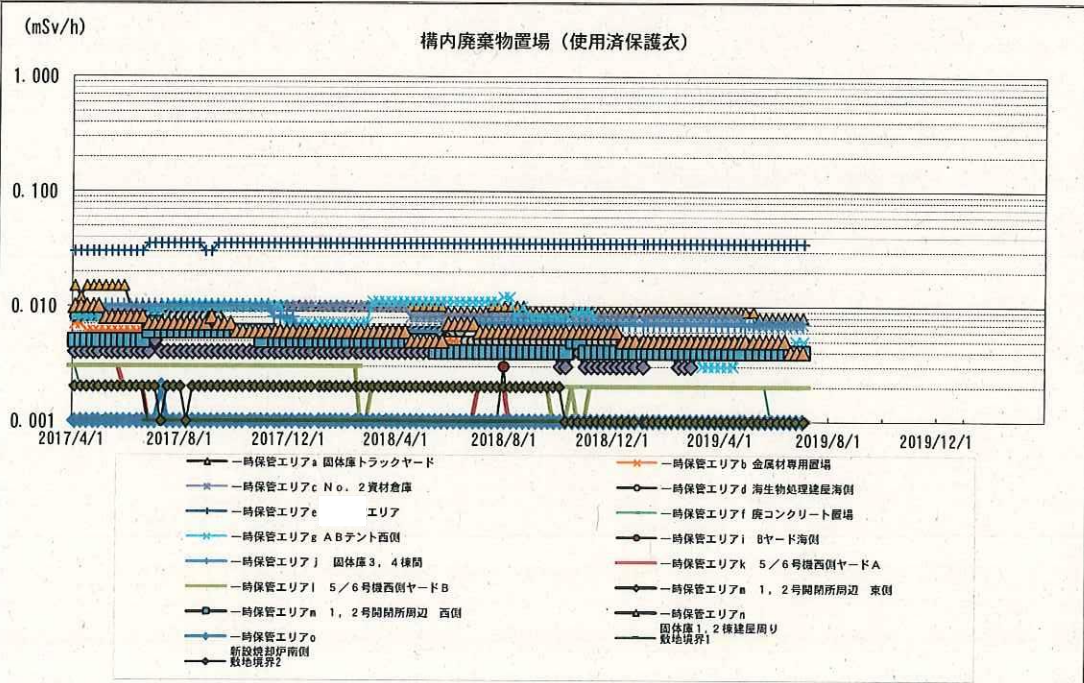 (mSv/h)
構内廃棄物置場（使用済保護衣）
1.000
0.100
0.010
0.001
2017/4/1 2017/8/1 2017/12/1 2018/4/1 2018/8/1 2018/12/1 2019/4/1 2019/8/1 2019/12/1
一時保管エリアa 固体庫トラックヤード
一時保管エリアb 金属材専用置場
一時保管エリアc No. 2資材倉庫
一時保管エリアd 海生物処理建屋海側
一時保管エリアe エリア
一時保管エリアf 廃コンクリート置場
一時保管エリアg ABテント西側
一時保管エリアi Bヤード海側
一時保管エリアj 固体庫3, 4棟間
一時保管エリアk 5／6号機西側ヤードA
一時保管エリアl 5／6号機西側ヤードB
一時保管エリアm 1, 2号開閉所周辺 東側
一時保管エリアm 1, 2号開閉所周辺 西側
一時保管エリアn
固体庫1, 2棟建屋周り
一時保管エリアo
敷地境界1
新設焼却炉南側
敷地境界2